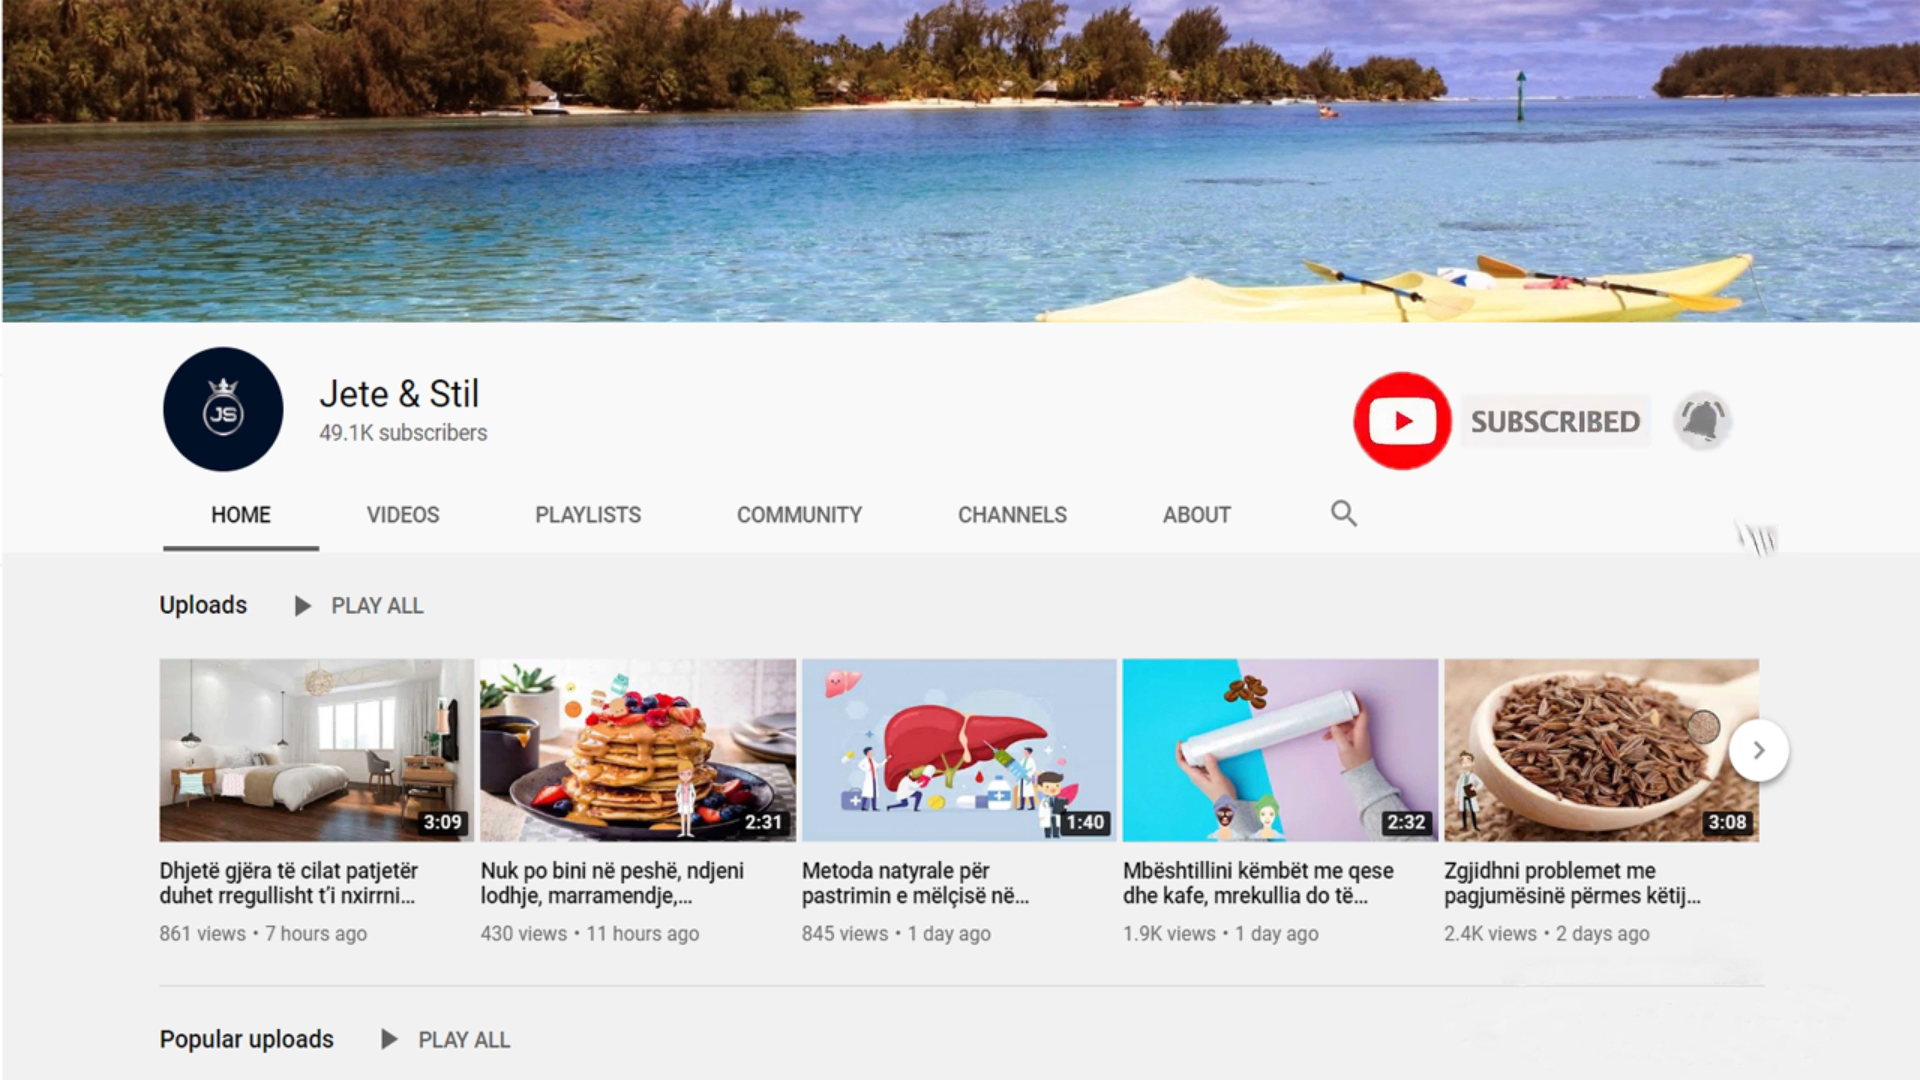 JS
Jete & Stil
49.1K subscribers
SUBSCRIBED
HOME VIDEOS PLAYLISTS COMMUNITY CHANNELS ABOUT
Uploads PLAY ALL
3:09 2:31 1:40 2:32 3:08
Dhjetë gjëra të cilat patjetër
duhet rregullisht t'i nxirrni...
861 views • 7 hours ago
Nuk po bini në peshë, ndjeni
lodhje, marramendje,...
430 views • 11 hours ago
Metoda natyrale për
pastrimin e mëlçisë në...
845 views • 1 day ago
Mbështillini këmbët me qese
dhe kafe, mrekullia do të...
1.9K views • 1 day ago
Zgjidhni problemet me
pagjumësinë përmes këtij...
2.4K views • 2 days ago
Popular uploads PLAY ALL